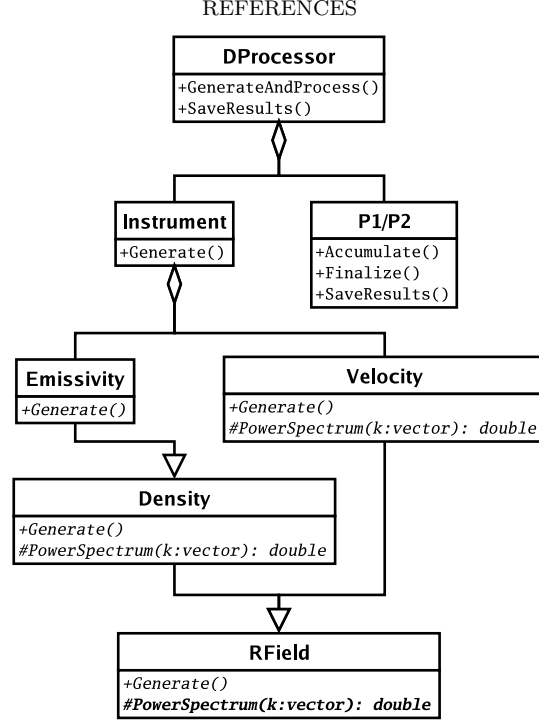 REFERENCES
DProcessor
+GenerateAndProcess()
+SaveResults()
Instrument
+Generate()
P1/P2
+Accumulate()
+Finalize()
+SaveResults()
Emissivity
+Generate()
Velocity
+Generate()
#PowerSpectrum(k:vector): double
Density
+Generate()
#PowerSpectrum(k:vector): double
RField
+Generate()
#PowerSpectrum(k:vector): double